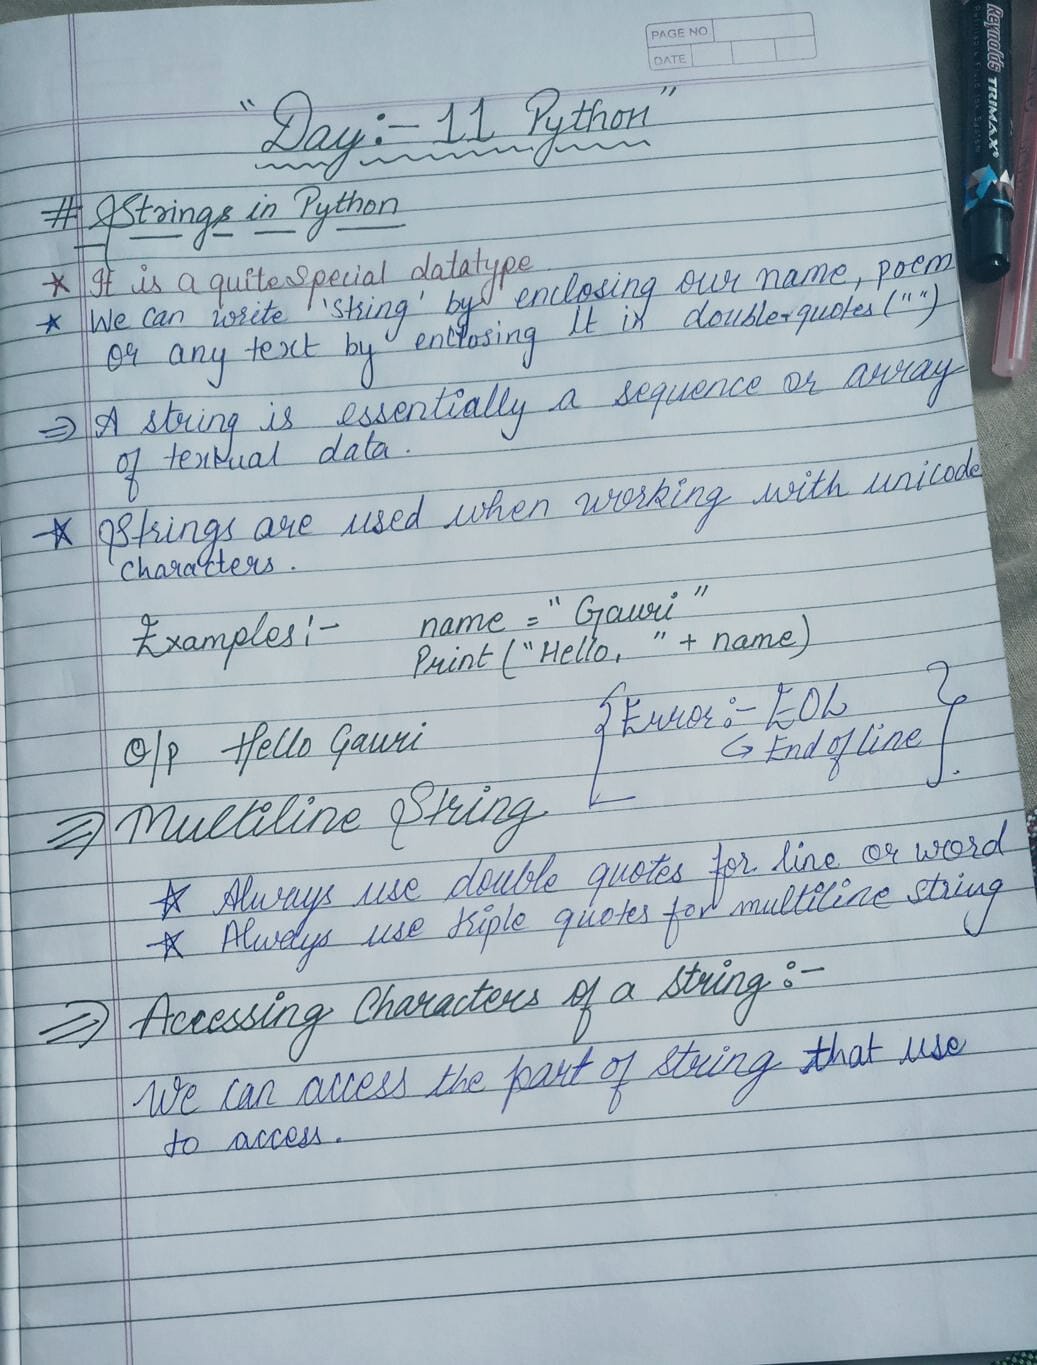 PAGE NO
DATE
"Day:- 11 Python"
# Strings in Python
* It is a quite special datatype
* We can write 'string' by enclosing our name, poem
or any text by enclosing It in double quotes ("")
⇒ A string is essentially a sequence or array
of textual data.
* Strings are used when working with unicode
characters.
Examples:- name = "Gauri"
Print ("Hello, " + name)
O/p Hello Gauri
{Error:- EOL
↳ End of line}.
⇒ Multiline String
* Always use double quotes for line or word
* Always use triple quotes for multiline string
⇒ Accessing Characters of a string:-
We can access the part of string that use
to access.
Reynolds TRIMAX